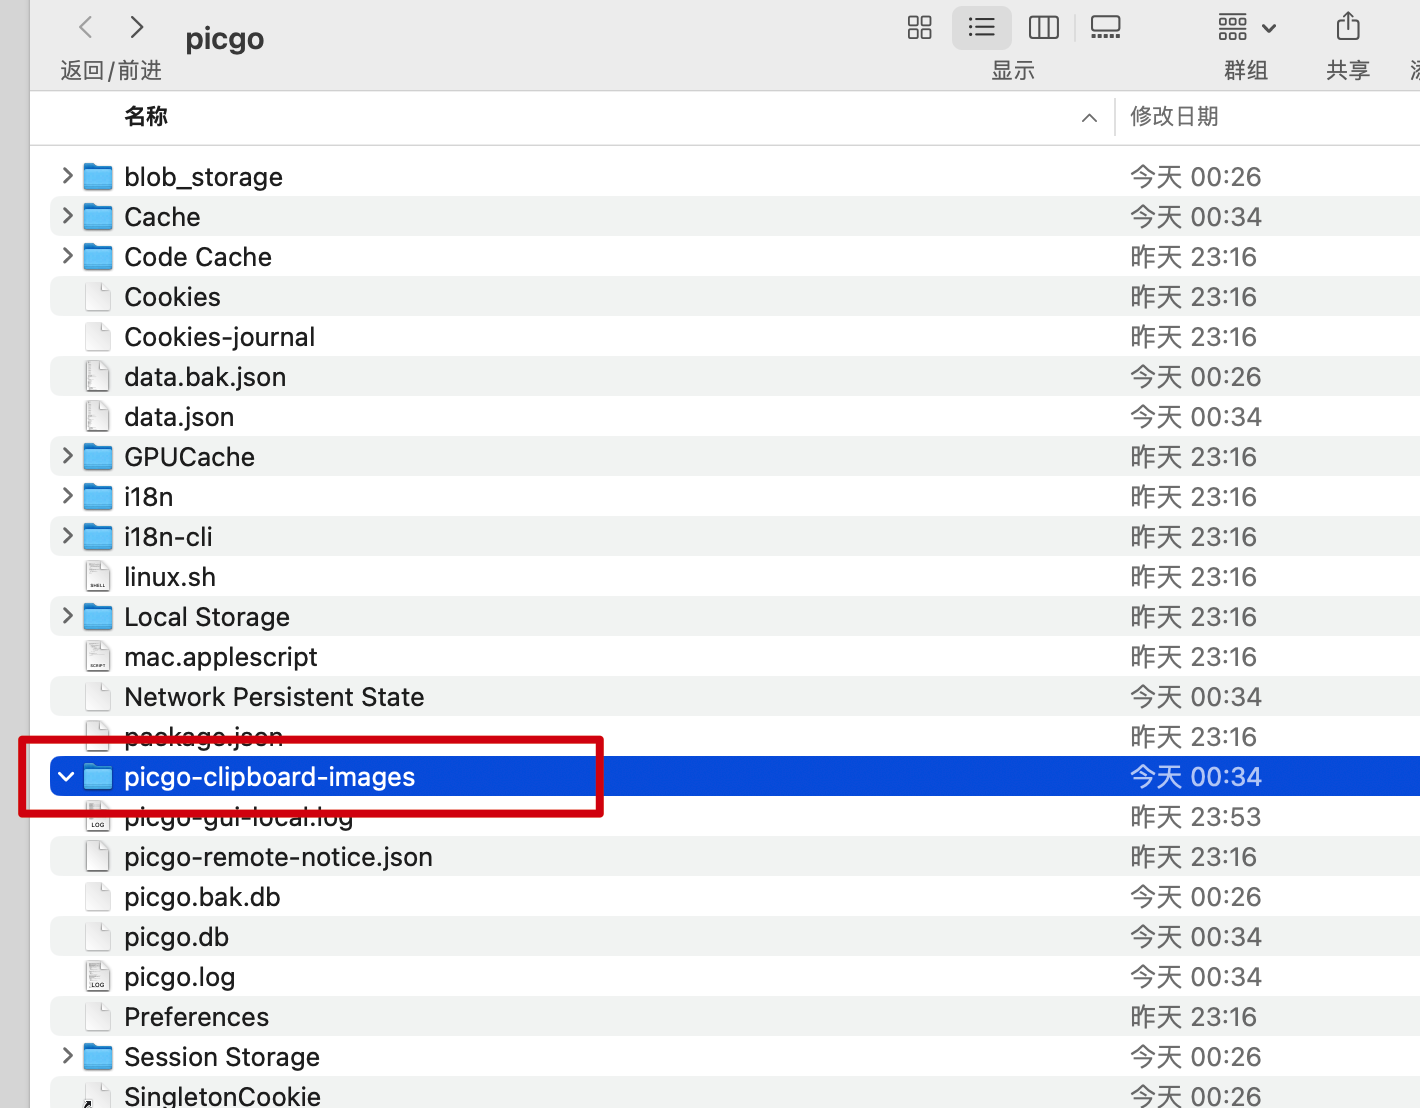 picgo
返回/前进
显示
群组
共享
名称
修改日期
blob_storage 今天 00:26
Cache 今天 00:34
Code Cache 昨天 23:16
Cookies 昨天 23:16
Cookies-journal 昨天 23:16
data.bak.json 今天 00:26
data.json 今天 00:34
GPUCache 昨天 23:16
i18n 昨天 23:16
i18n-cli 昨天 23:16
SHELL linux.sh 昨天 23:16
Local Storage 昨天 23:16
SCRIPT mac.applescript 昨天 23:16
Network Persistent State 今天 00:34
package.json 昨天 23:16
picgo-clipboard-images 今天 00:34
LOG picgo-gui-local.log 昨天 23:53
picgo-remote-notice.json 昨天 23:16
picgo.bak.db 今天 00:26
picgo.db 今天 00:34
LOG picgo.log 今天 00:34
Preferences 昨天 23:16
Session Storage 今天 00:26
SingletonCookie 今天 00:26